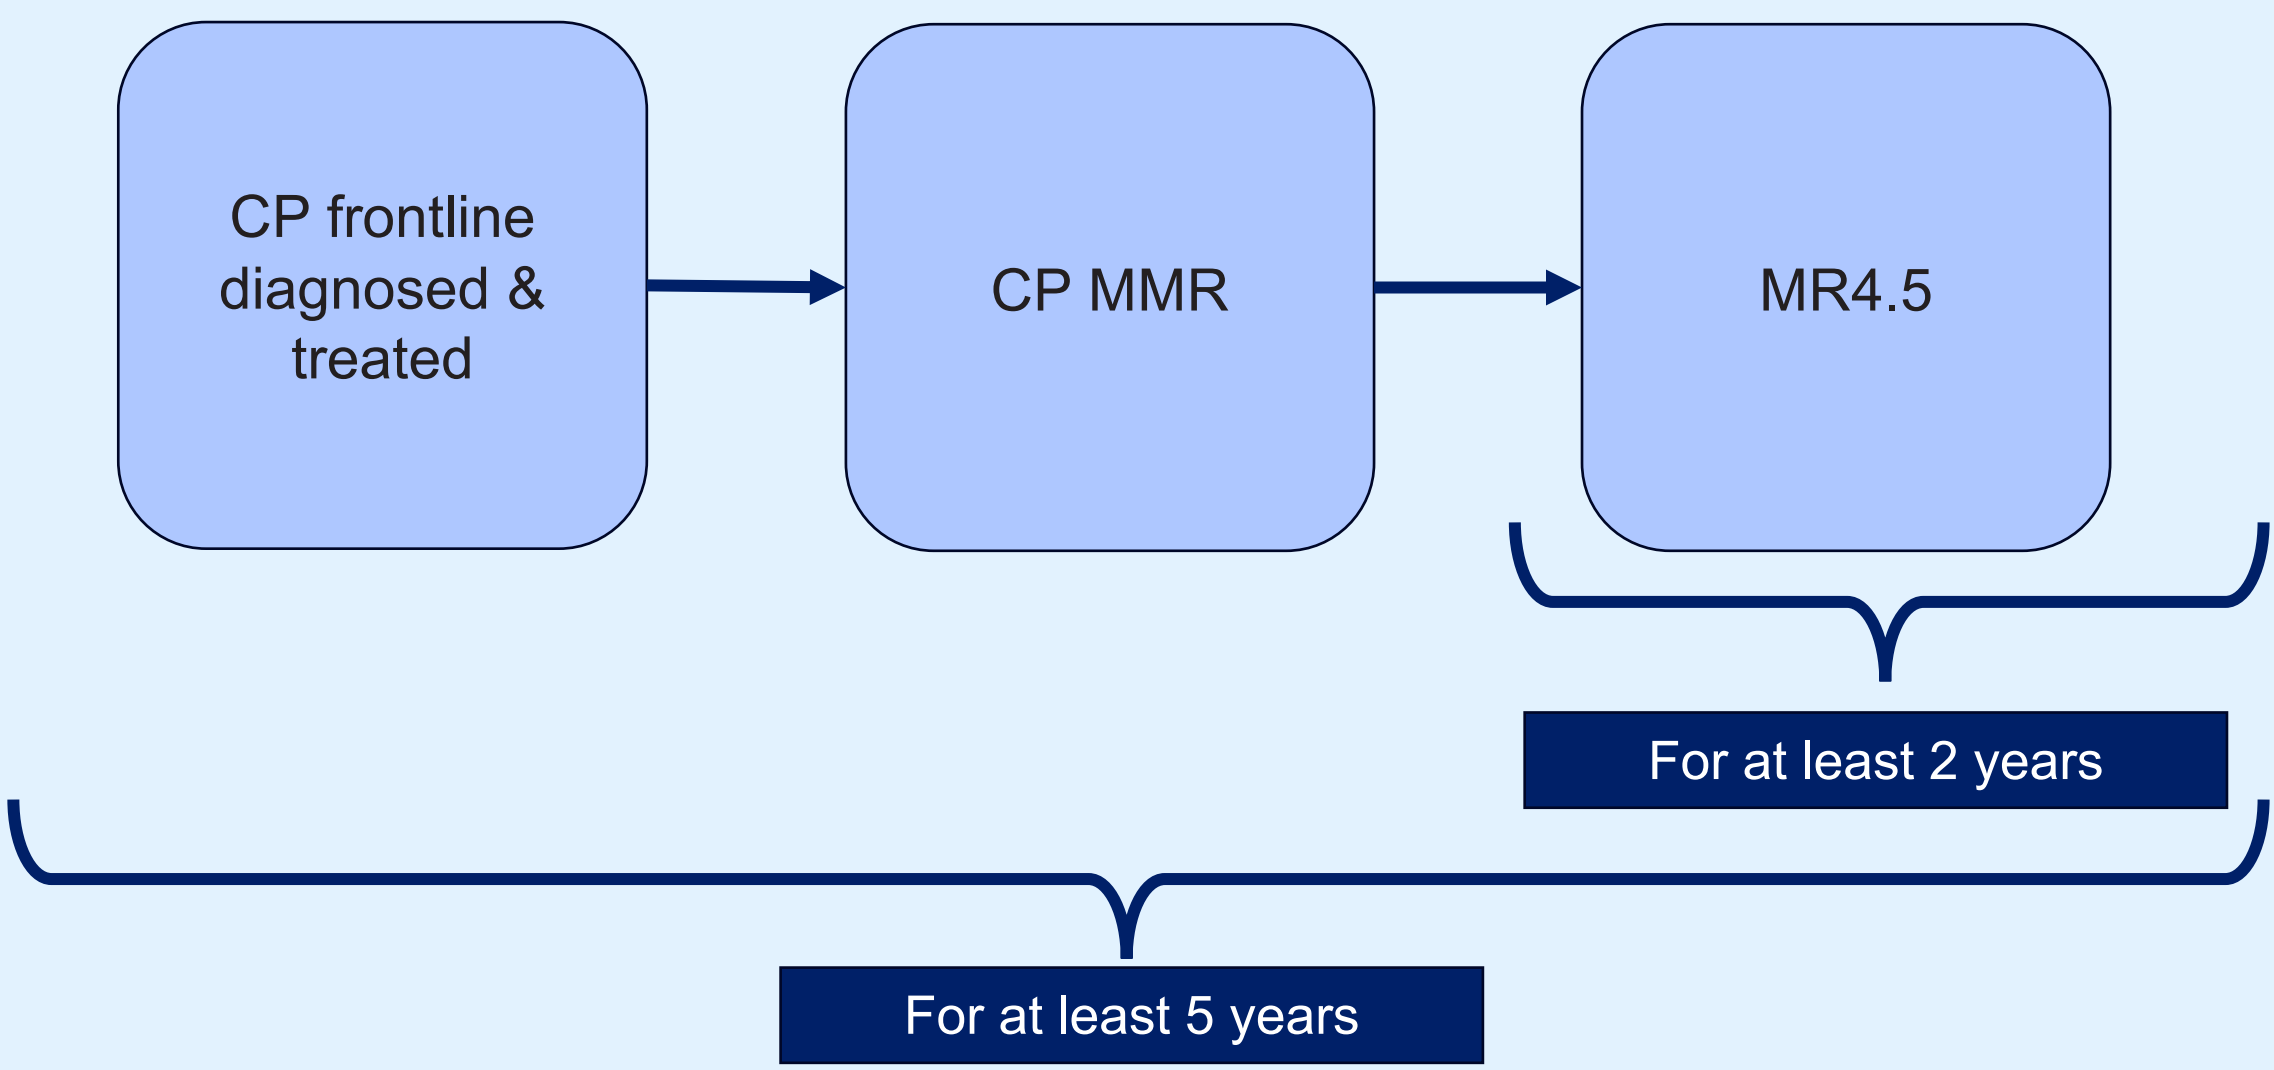 CP frontline
diagnosed &
treated
CP MMR
MR4.5
For at least 2 years
For at least 5 years